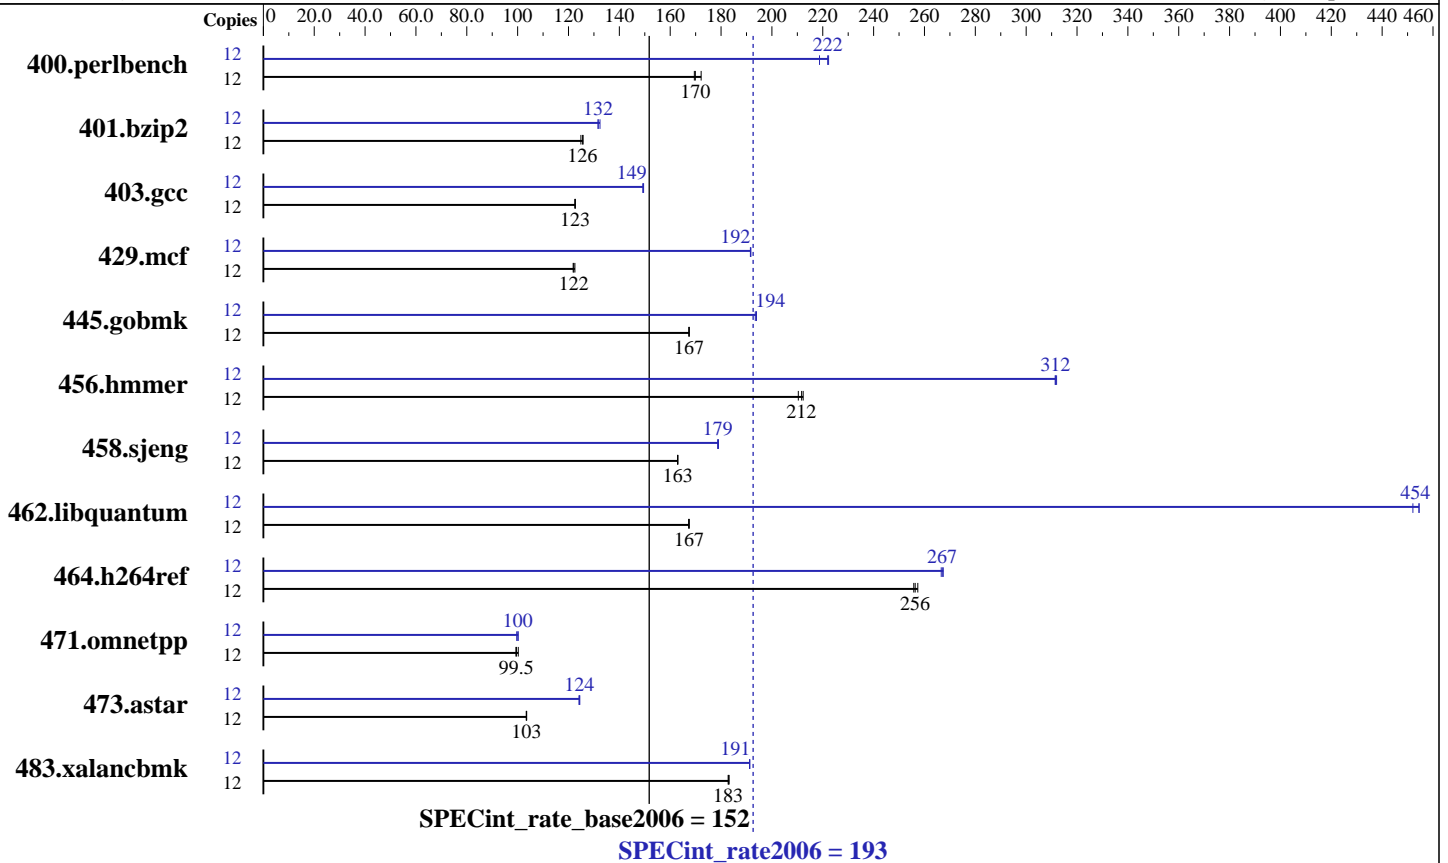 Copies 0 20.0 40.0 60.0 80.0 100 120 140 160 180 200 220 240 260 280 300 320 340 360 380 400 420 440 460
400.perlbench 12 222
12 170
401.bzip2 12 132
12 126
403.gcc 12 149
12 123
429.mcf 12 192
12 122
445.gobmk 12 194
12 167
456.hmmer 12 312
12 212
458.sjeng 12 179
12 163
462.libquantum 12 454
12 167
464.h264ref 12 267
12 256
471.omnetpp 12 100
12 99.5
473.astar 12 124
12 103
483.xalancbmk 12 191
12 183
SPECint_rate_base2006 = 152
SPECint_rate2006 = 193